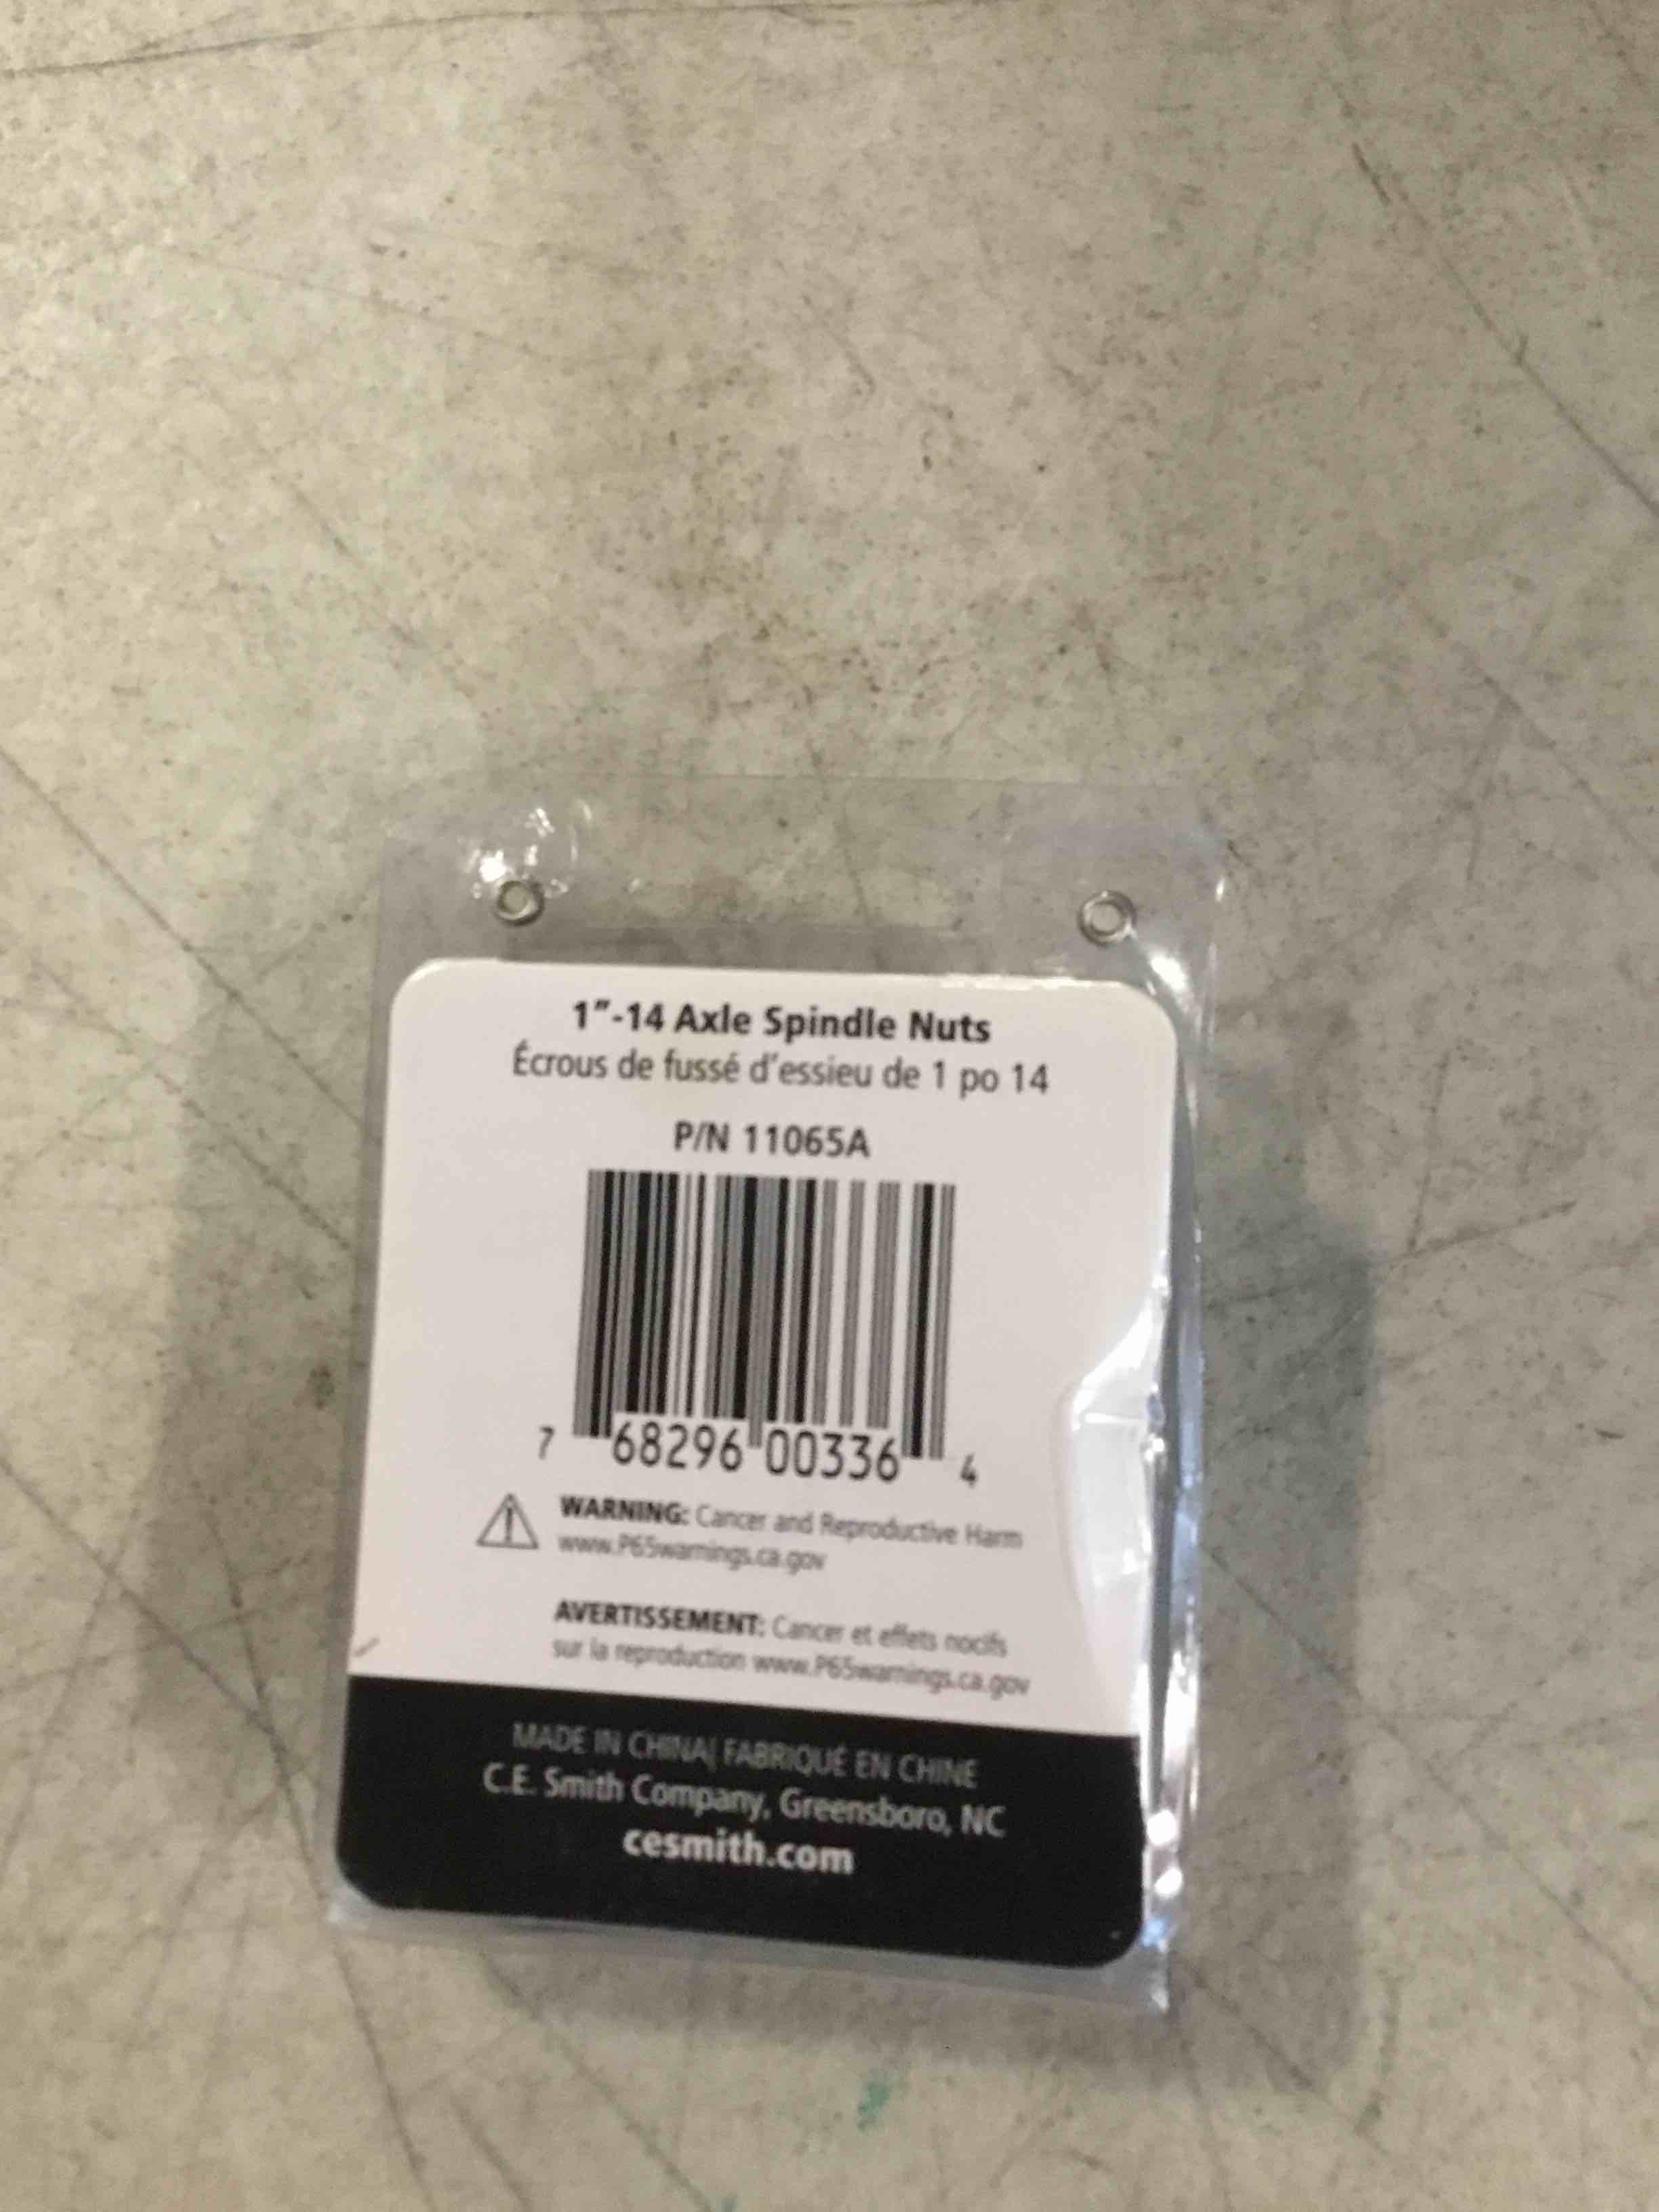 1"-14 Axle Spindle Nuts
Écrous de fussé d'essieu de 1 po 14
P/N 11065A
7 68296 00336 4
WARNING: Cancer and Reproductive Harm
www.P65warnings.ca.gov
AVERTISSEMENT: Cancer et effets nocifs
sur la reproduction www.P65warnings.ca.gov
MADE IN CHINA| FABRIQUÉ EN CHINE
C.E. Smith Company, Greensboro, NC
cesmith.com